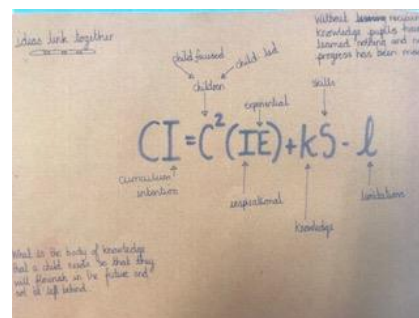 ideas link together
Without learning
knowledge pupils have
learned nothing and no
progress has been made
child focused
child-led
children
skills
experiential
CI=C²(IE)+kS-l
curriculum
intention
inspirational
limitations
knowledge
What is the body of knowledge
that a child needs so that they
will flourish in the future and
not be left behind.